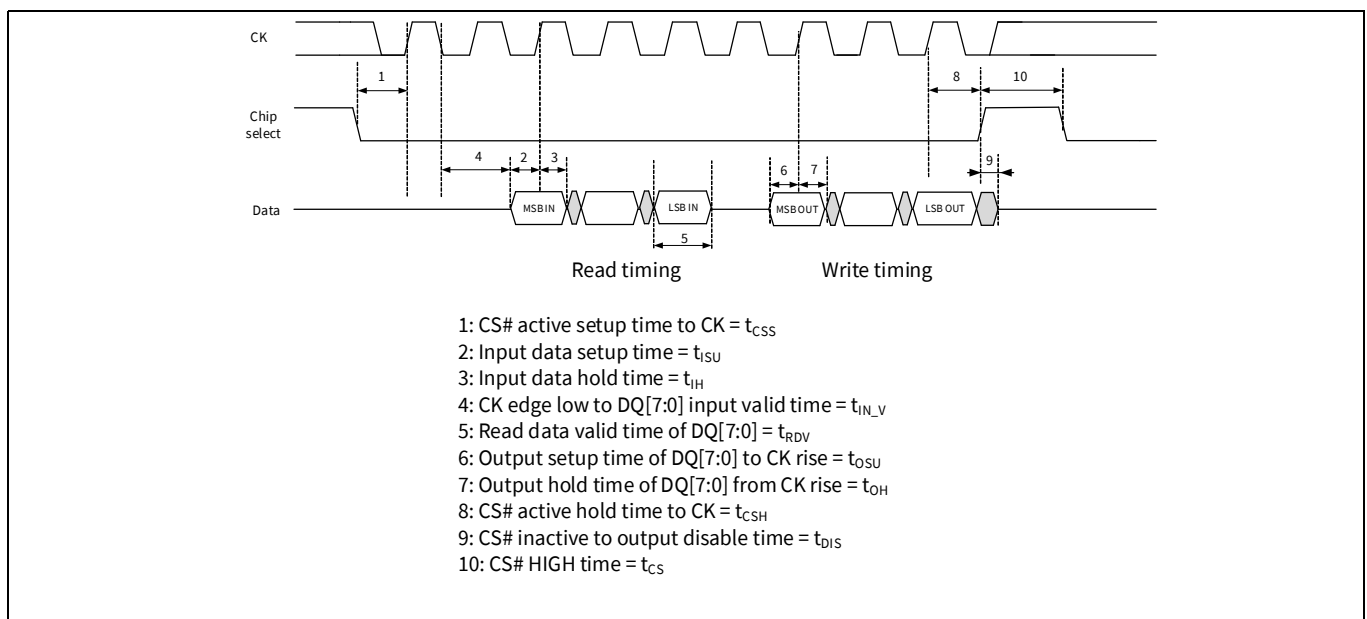 CK
1
8
10
Chip
select
4
2
3
6
7
9
Data
MSB IN
LSB IN
MSB OUT
LSB OUT
5
Read timing
Write timing
1: CS# active setup time to CK = tCSS
2: Input data setup time = tISU
3: Input data hold time = tIH
4: CK edge low to DQ[7:0] input valid time = tIN_V
5: Read data valid time of DQ[7:0] = tRDV
6: Output setup time of DQ[7:0] to CK rise = tOSU
7: Output hold time of DQ[7:0] from CK rise = tOH
8: CS# active hold time to CK = tCSH
9: CS# inactive to output disable time = tDIS
10: CS# HIGH time = tCS